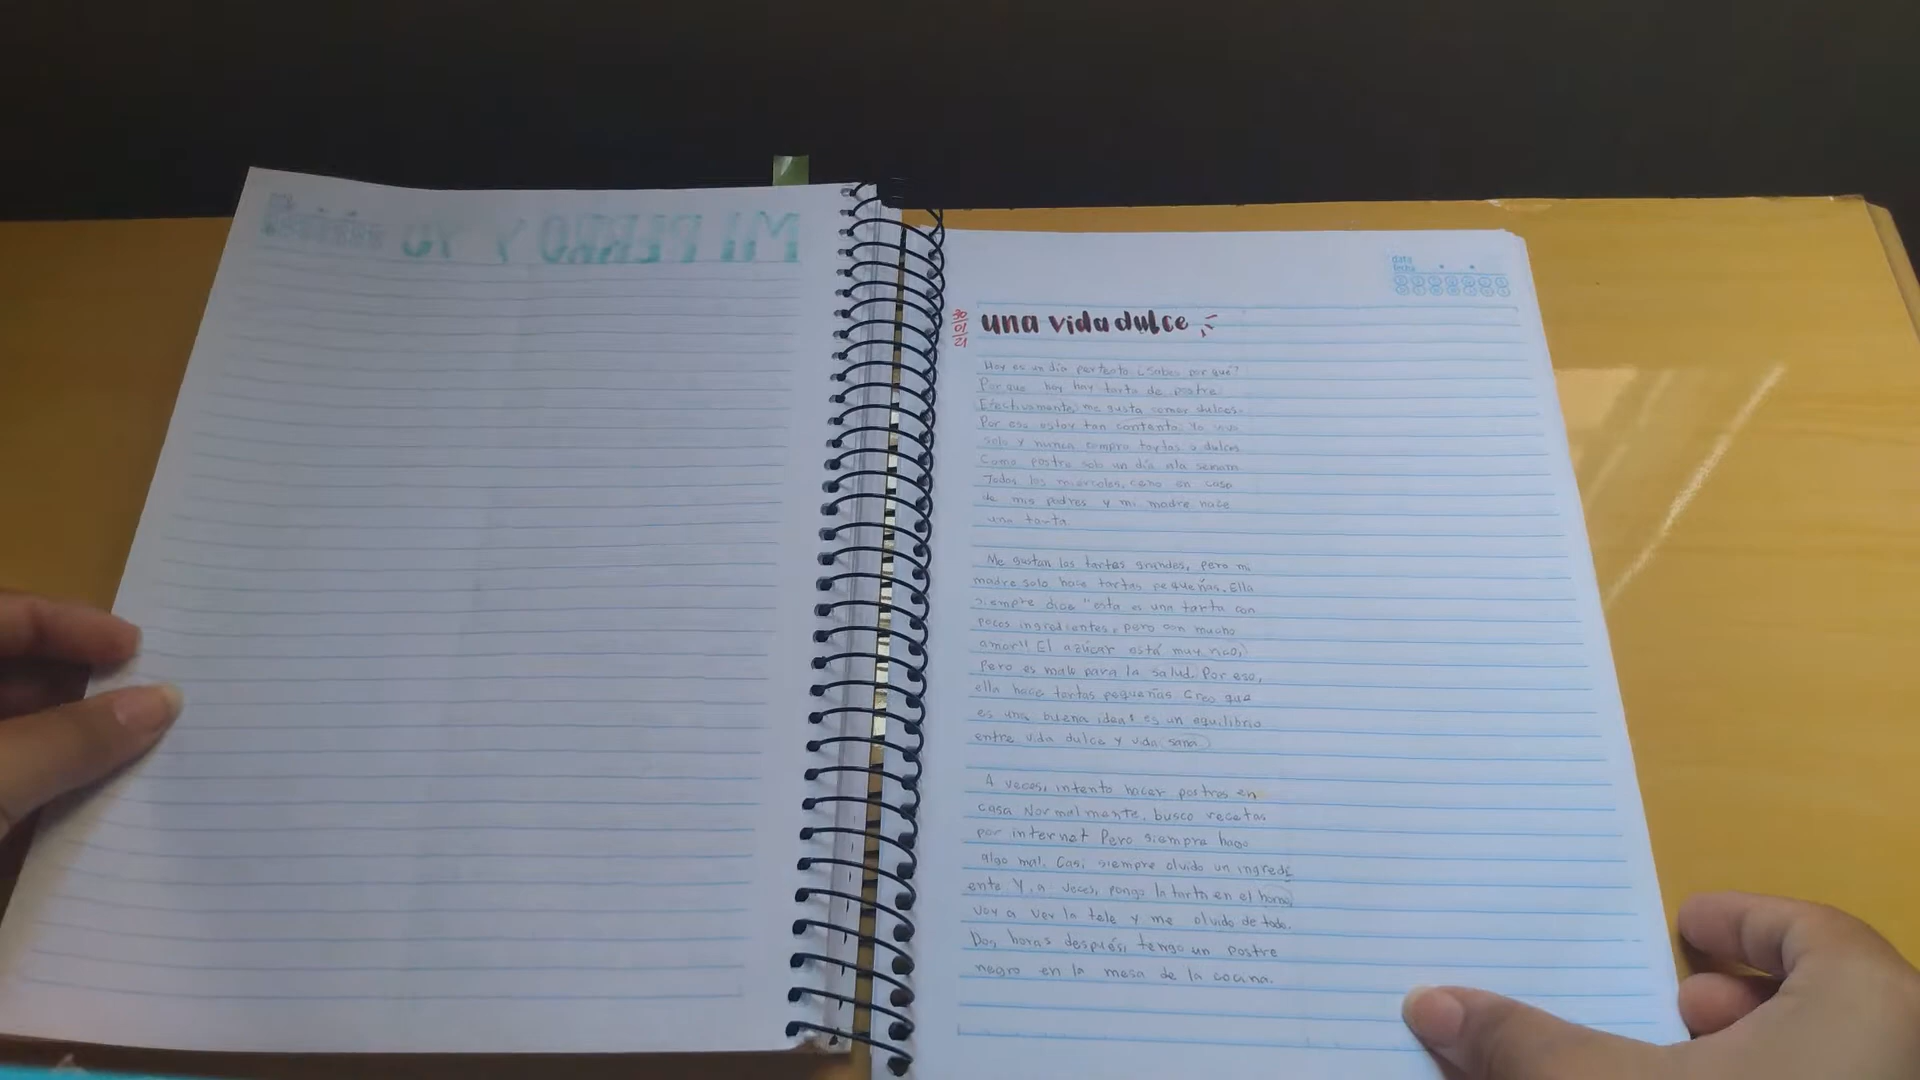 MI PERRO Y YO
data
fecha
30
01
21
una vida dulce
Hoy es un día perfecto ¿Sabes por qué?
Porque hoy hay tarta de postre
Efectivamente, me gusta comer dulces.
Por eso estoy tan contento. Yo vivo
solo y nunca compro tartas o dulces
Como postre solo un día a la semana
Todos los miércoles, ceno en casa
de mis padres y mi madre hace
una tarta.
Me gustan las tartas grandes, pero mi
madre solo hace tartas pequeñas. Ella
siempre dice "esta es una tarta con
pocos ingredientes, pero con mucho
amor" El azúcar está muy rico,
pero es malo para la salud. Por eso,
ella hace tartas pequeñas Creo que
es una buena idea: es un equilibrio
entre vida dulce y vida sana
A veces, intento hacer postres en
casa Normalmente, busco recetas
por internet Pero siempre hago
algo mal. Casi siempre olvido un ingredi
ente Y, a veces, pongo la tarta en el horno,
voy a ver la tele y me olvido de todo.
Dos horas después, tengo un postre
negro en la mesa de la cocina.